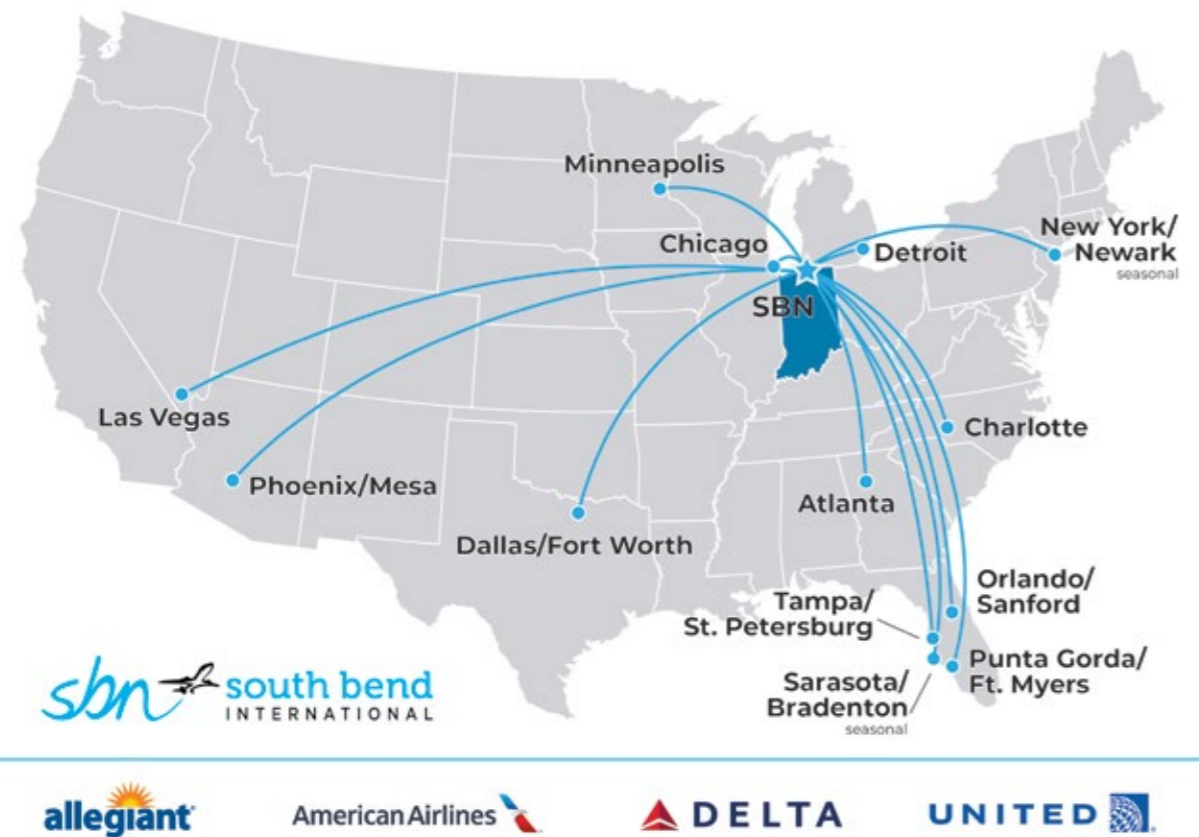 Minneapolis
New York/
Newark
seasonal
Chicago
Detroit
SBN
Las Vegas
Charlotte
Phoenix/Mesa
Atlanta
Dallas/Fort Worth
Orlando/
Sanford
Tampa/
St. Petersburg
Punta Gorda/
Ft. Myers
Sarasota/
Bradenton
seasonal
sbn south bend
INTERNATIONAL
allegiant
American Airlines
DELTA
UNITED